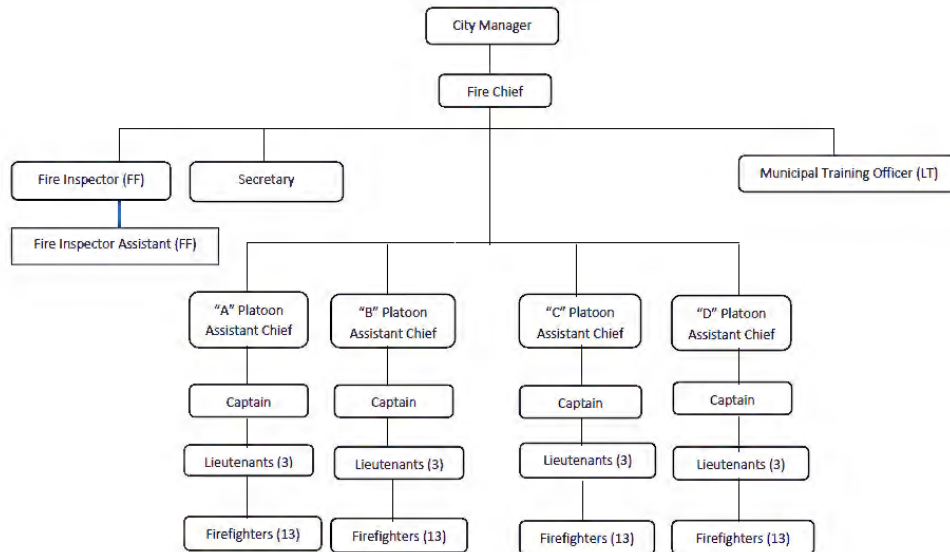 City Manager
Fire Chief
Fire Inspector (FF)
Secretary
Municipal Training Officer (LT)
Fire Inspector Assistant (FF)
"A" Platoon
Assistant Chief
"B" Platoon
Assistant Chief
"C" Platoon
Assistant Chief
"D" Platoon
Assistant Chief
Captain
Captain
Captain
Captain
Lieutenants (3)
Lieutenants (3)
Lieutenants (3)
Lieutenants (3)
Firefighters (13)
Firefighters (13)
Firefighters (13)
Firefighters (13)